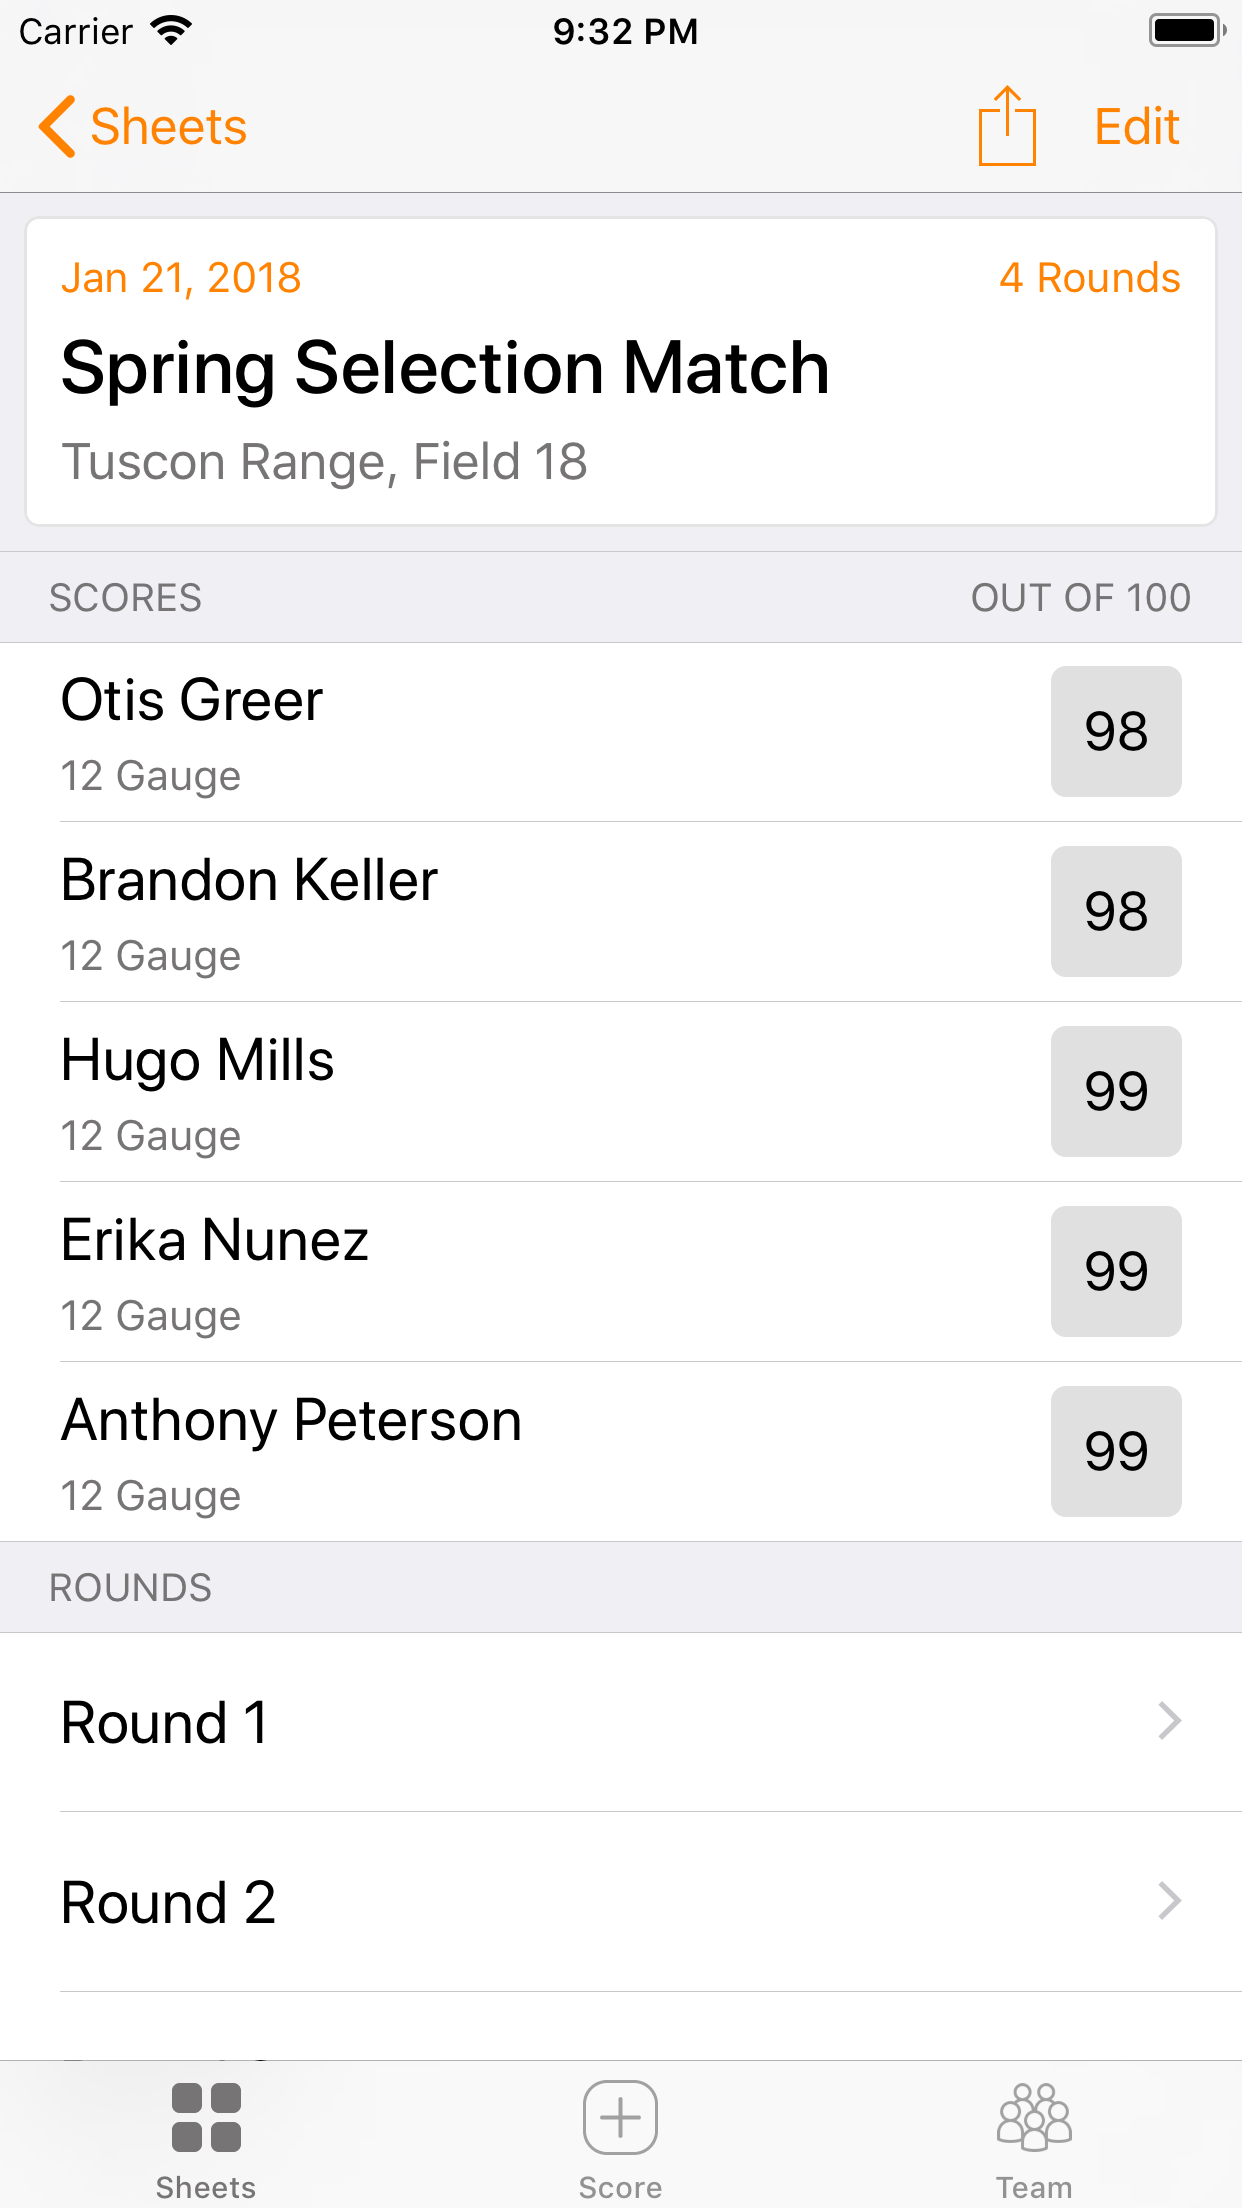 Carrier 9:32 PM
Sheets Edit
Jan 21, 2018 4 Rounds
Spring Selection Match
Tuscon Range, Field 18
SCORES OUT OF 100
Otis Greer 98
12 Gauge
Brandon Keller 98
12 Gauge
Hugo Mills 99
12 Gauge
Erika Nunez 99
12 Gauge
Anthony Peterson 99
12 Gauge
ROUNDS
Round 1
Round 2
Sheets Score Team